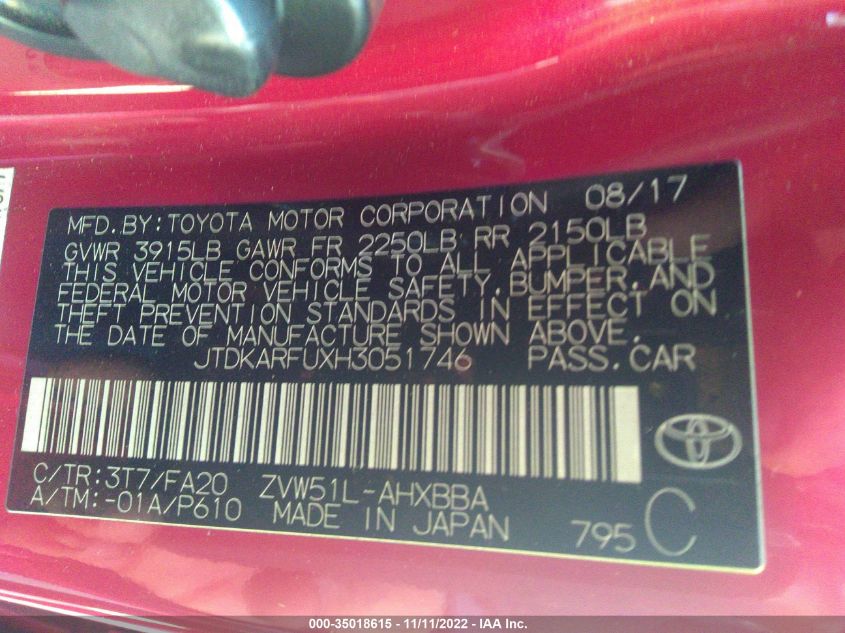 MFD.BY:TOYOTA MOTOR CORPORATION 08/17
GVWR 3915LB GAWR FR 2250LB RR 2150LB
THIS VEHICLE CONFORMS TO ALL APPLICABLE
FEDERAL MOTOR VEHICLE SAFETY,BUMPER,AND
THEFT PREVENTION STANDARDS IN EFFECT ON
THE DATE OF MANUFACTURE SHOWN ABOVE.
JTDKARFUXH3051746 PASS.CAR
C/TR:3T7/FA20 ZVW51L-AHXBBA
A/TM:-01A/P610 MADE IN JAPAN 795 C
000-35018615 - 11/11/2022 - IAA Inc.